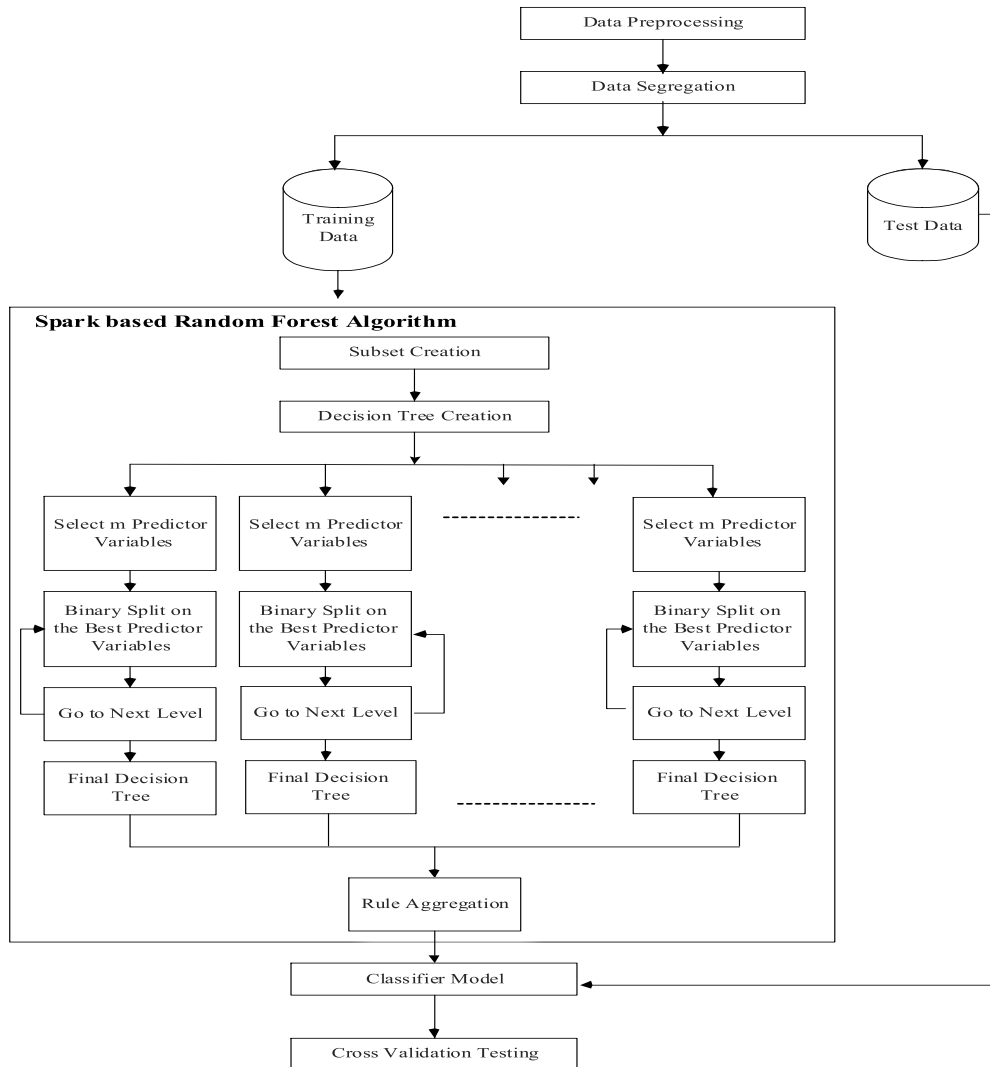 Data Preprocessing
Data Segregation
Training
Data
Test Data
Spark based Random Forest Algorithm
Subset Creation
Decision Tree Creation
Select m Predictor
Variables
Select m Predictor
Variables
Select m Predictor
Variables
Binary Split on
the Best Predictor
Variables
Binary Split on
the Best Predictor
Variables
Binary Split on
the Best Predictor
Variables
Go to Next Level
Go to Next Level
Go to Next Level
Final Decision
Tree
Final Decision
Tree
Final Decision
Tree
Rule Aggregation
Classifier Model
Cross Validation Testing